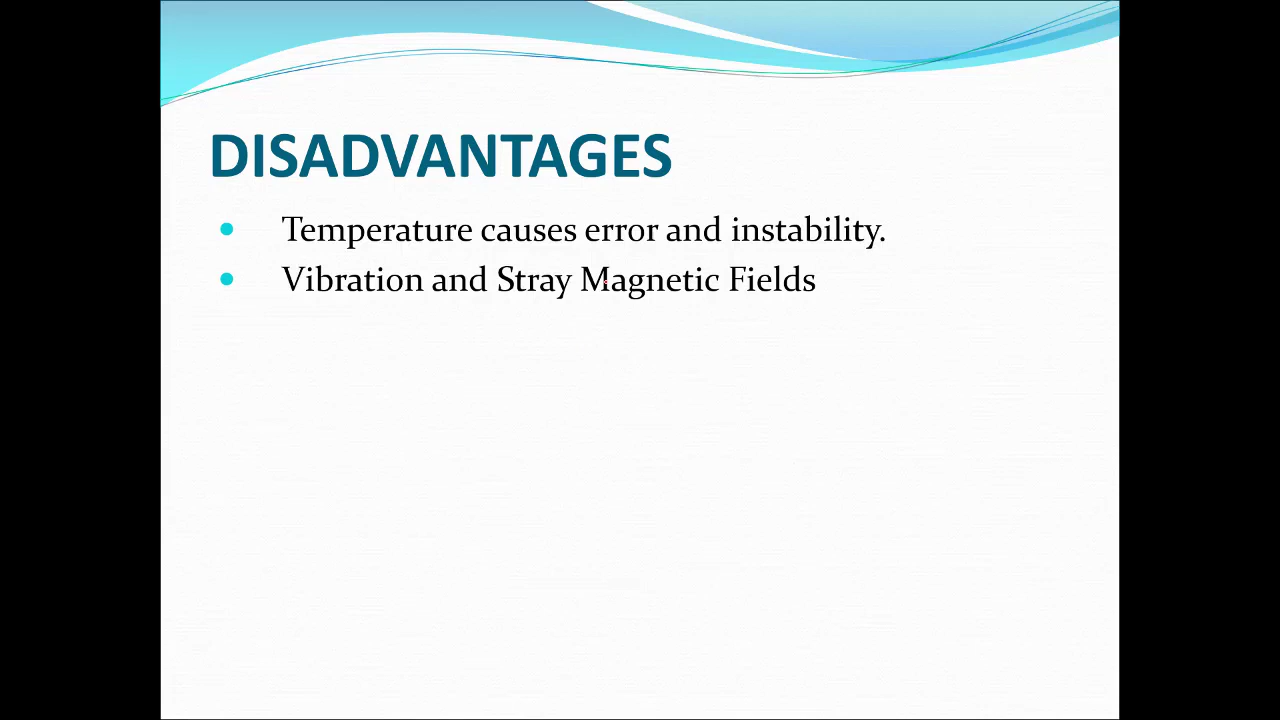 DISADVANTAGES
Temperature causes error and instability.
Vibration and Stray Magnetic Fields